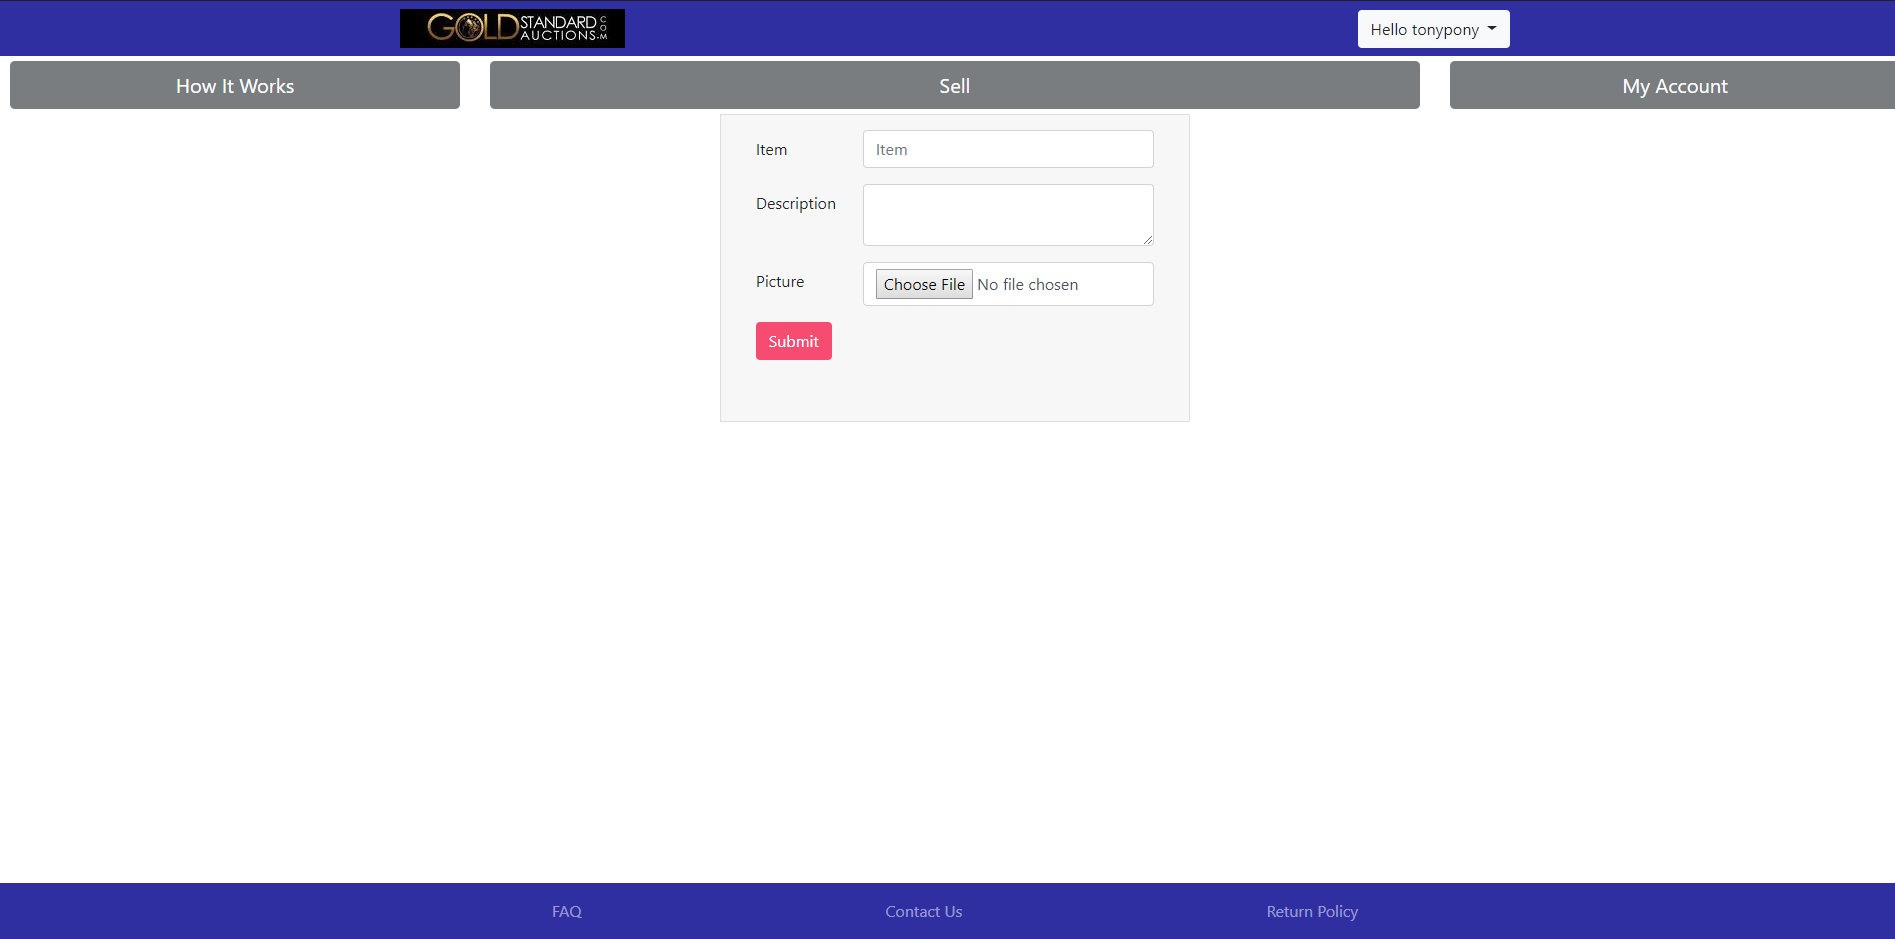 GOLD STANDARD AUCTIONS.COM
Hello tonypony
How It Works
Sell
My Account
Item
Item
Description
Picture
Choose File No file chosen
Submit
FAQ
Contact Us
Return Policy